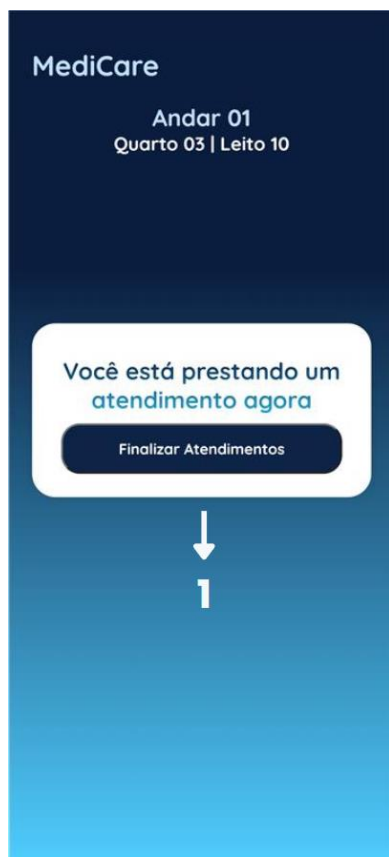 MediCare
Andar 01
Quarto 03 | Leito 10
Você está prestando um
atendimento agora
Finalizar Atendimentos
1